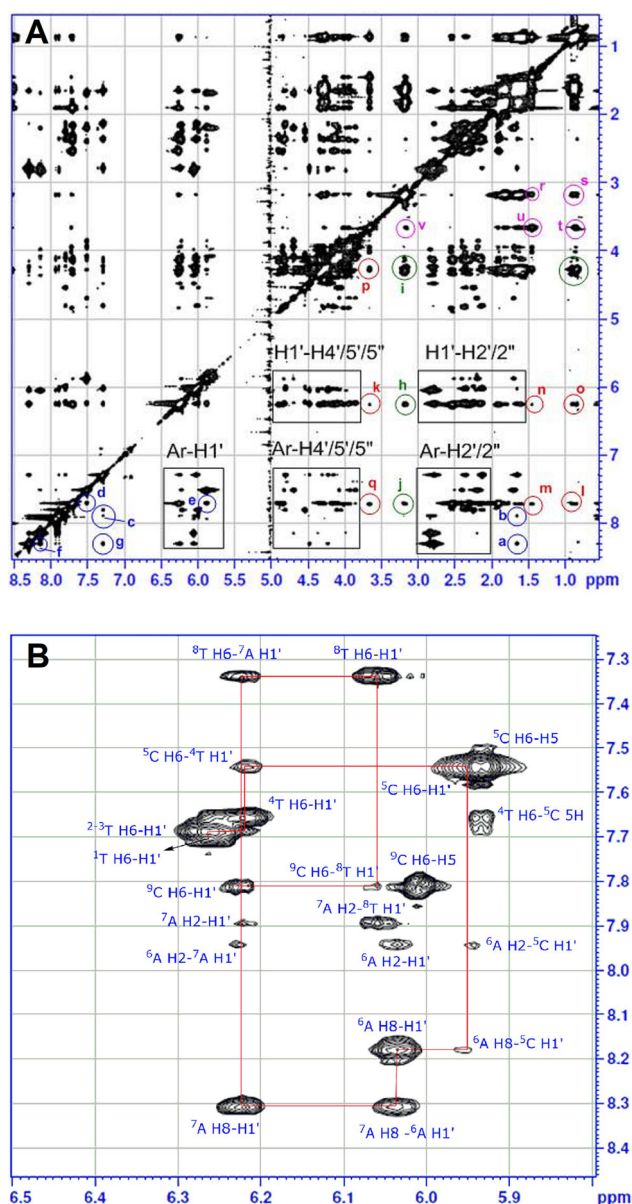 A
1
2
r s
3
v u t
4
p i
5
H1'-H4'/5'/5" H1'-H2'/2"
6
k h n o
Ar-H1' Ar-H4'/5'/5" Ar-H2'/2"
7
d e q j m l
b
c
8
f g a
8.5 8.0 7.5 7.0 6.5 6.0 5.5 5.0 4.5 4.0 3.5 3.0 2.5 2.0 1.5 1.0 ppm
B
⁸T H6-⁷A H1' ⁸T H6-H1'
7.3
7.4
⁵C H6-⁴T H1' ⁵C H6-H5
7.5
⁵C H6-H1'
⁴T H6-H1' ⁴T H6-⁵C 5H
7.6
²⁻³T H6-H1'
7.7
¹T H6-H1'
⁹C H6-⁸T H1' ⁹C H6-H5
7.8
⁹C H6-H1'
⁷A H2-H1' ⁷A H2-⁸T H1'
7.9
⁶A H2-⁷A H1' ⁶A H2-H1' ⁶A H2-⁵C H1'
8.0
8.1
⁶A H8-H1' ⁶A H8-⁵C H1'
8.2
8.3
⁷A H8-H1' ⁷A H8 -⁶A H1'
8.4
6.5 6.4 6.3 6.2 6.1 6.0 5.9 ppm